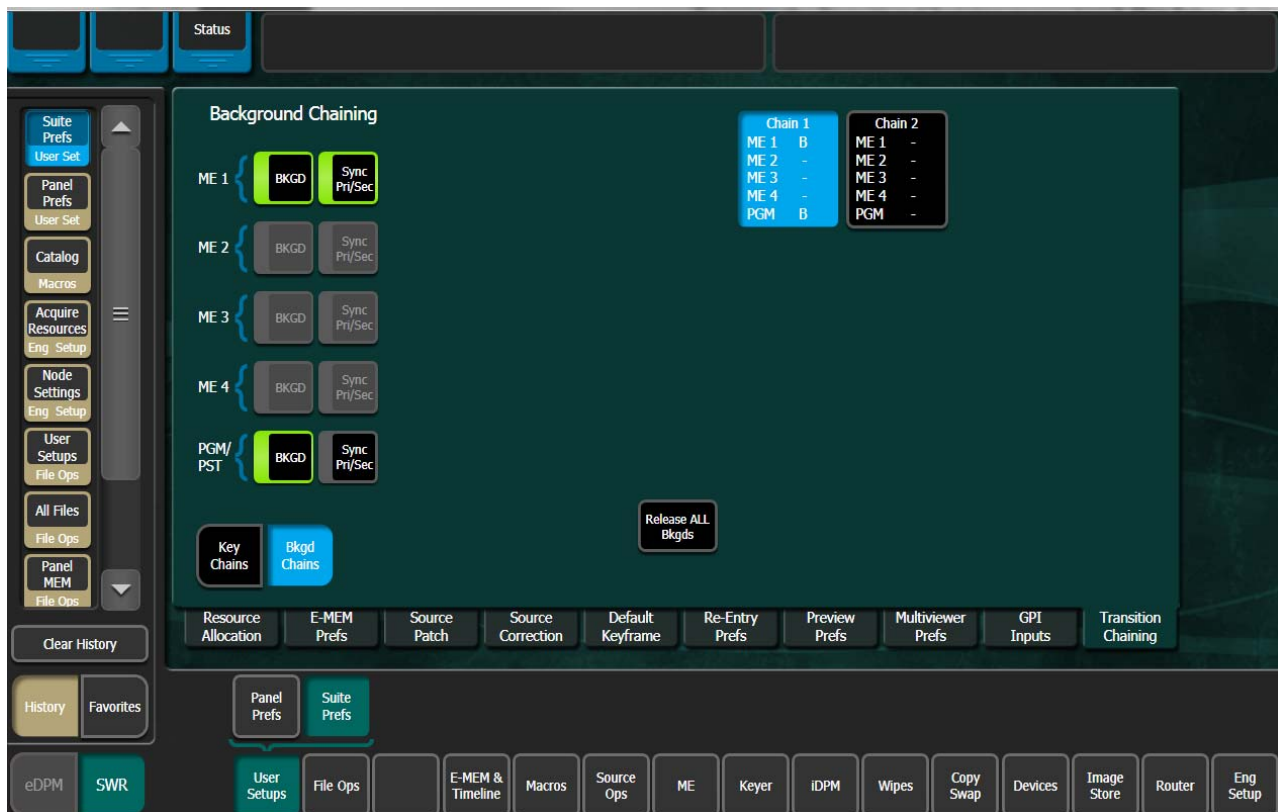 Status
Suite
Prefs
User Set
Panel
Prefs
User Set
Catalog
Macros
Acquire
Resources
Eng Setup
Node
Settings
Eng Setup
User
Setups
File Ops
All Files
File Ops
Panel
MEM
File Ops
Clear History
History Favorites
eDPM SWR
Background Chaining
ME 1 BKGD Sync
Pri/Sec
ME 2 BKGD Sync
Pri/Sec
ME 3 BKGD Sync
Pri/Sec
ME 4 BKGD Sync
Pri/Sec
PGM/
PST BKGD Sync
Pri/Sec
Chain 1
ME 1 B
ME 2 -
ME 3 -
ME 4 -
PGM B
Chain 2
ME 1 -
ME 2 -
ME 3 -
ME 4 -
PGM -
Release ALL
Bkgds
Key
Chains
Bkgd
Chains
Resource
Allocation
E-MEM
Prefs
Source
Patch
Source
Correction
Default
Keyframe
Re-Entry
Prefs
Preview
Prefs
Multiviewer
Prefs
GPI
Inputs
Transition
Chaining
Panel
Prefs
Suite
Prefs
User
Setups
File Ops
E-MEM &
Timeline
Macros
Source
Ops
ME
Keyer
iDPM
Wipes
Copy
Swap
Devices
Image
Store
Router
Eng
Setup